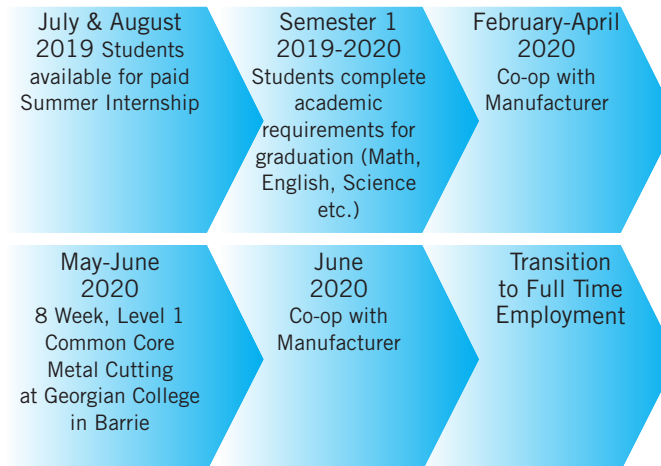 July & August
2019 Students
available for paid
Summer Internship
Semester 1
2019-2020
Students complete
academic
requirements for
graduation (Math,
English, Science
etc.)
February-April
2020
Co-op with
Manufacturer
May-June
2020
8 Week, Level 1
Common Core
Metal Cutting
at Georgian College
in Barrie
June
2020
Co-op with
Manufacturer
Transition
to Full Time
Employment